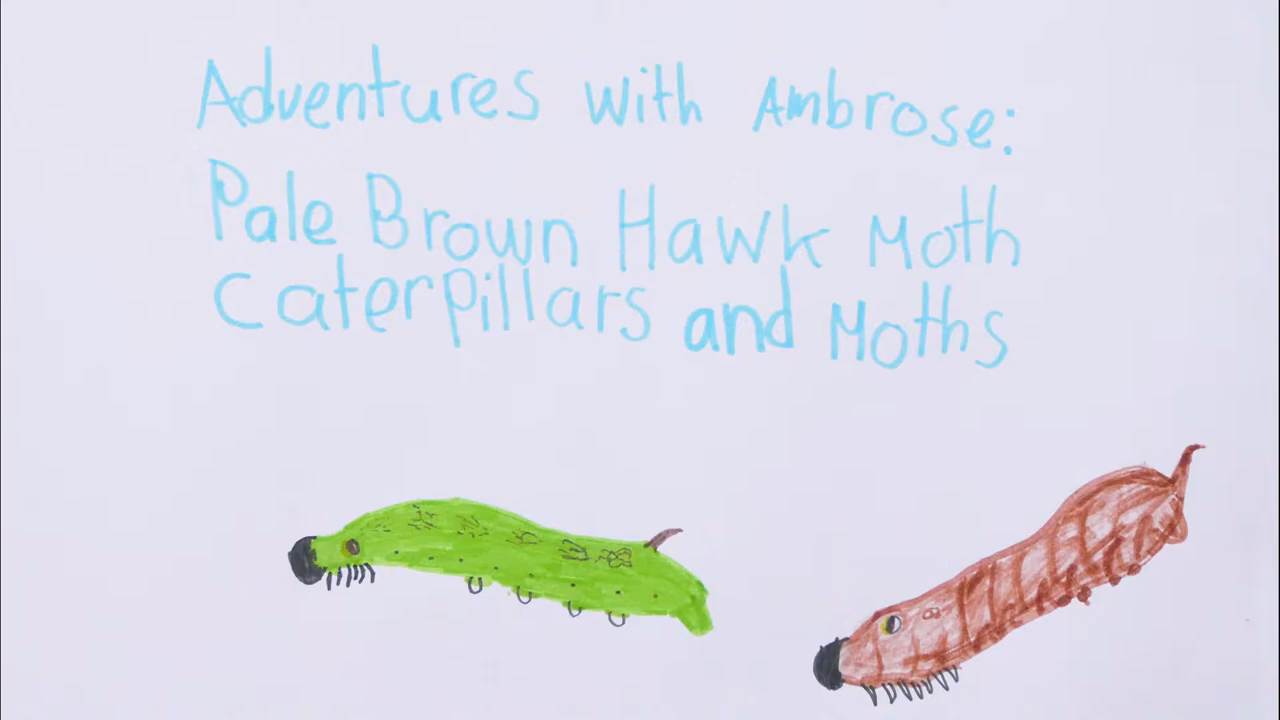 Adventures with Ambrose:
Pale Brown Hawk Moth
Caterpillars and Moths